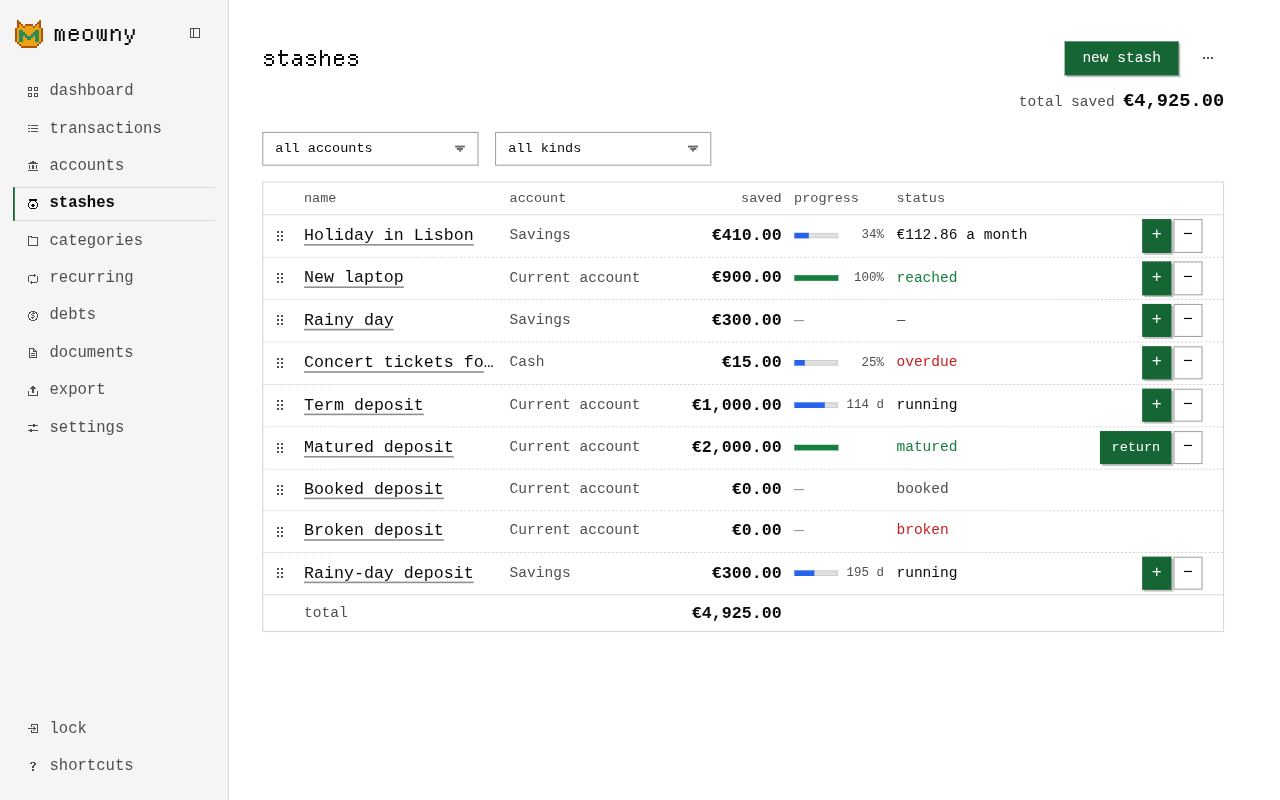 meowny
dashboard
transactions
accounts
stashes
categories
recurring
debts
documents
export
settings
lock
? shortcuts
stashes
new stash ...
total saved €4,925.00
all accounts all kinds
name account saved progress status
Holiday in Lisbon Savings €410.00 34% €112.86 a month + −
New laptop Current account €900.00 100% reached + −
Rainy day Savings €300.00 — — + −
Concert tickets fo… Cash €15.00 25% overdue + −
Term deposit Current account €1,000.00 114 d running + −
Matured deposit Current account €2,000.00 matured return −
Booked deposit Current account €0.00 — booked
Broken deposit Current account €0.00 — broken
Rainy-day deposit Savings €300.00 195 d running + −
total €4,925.00